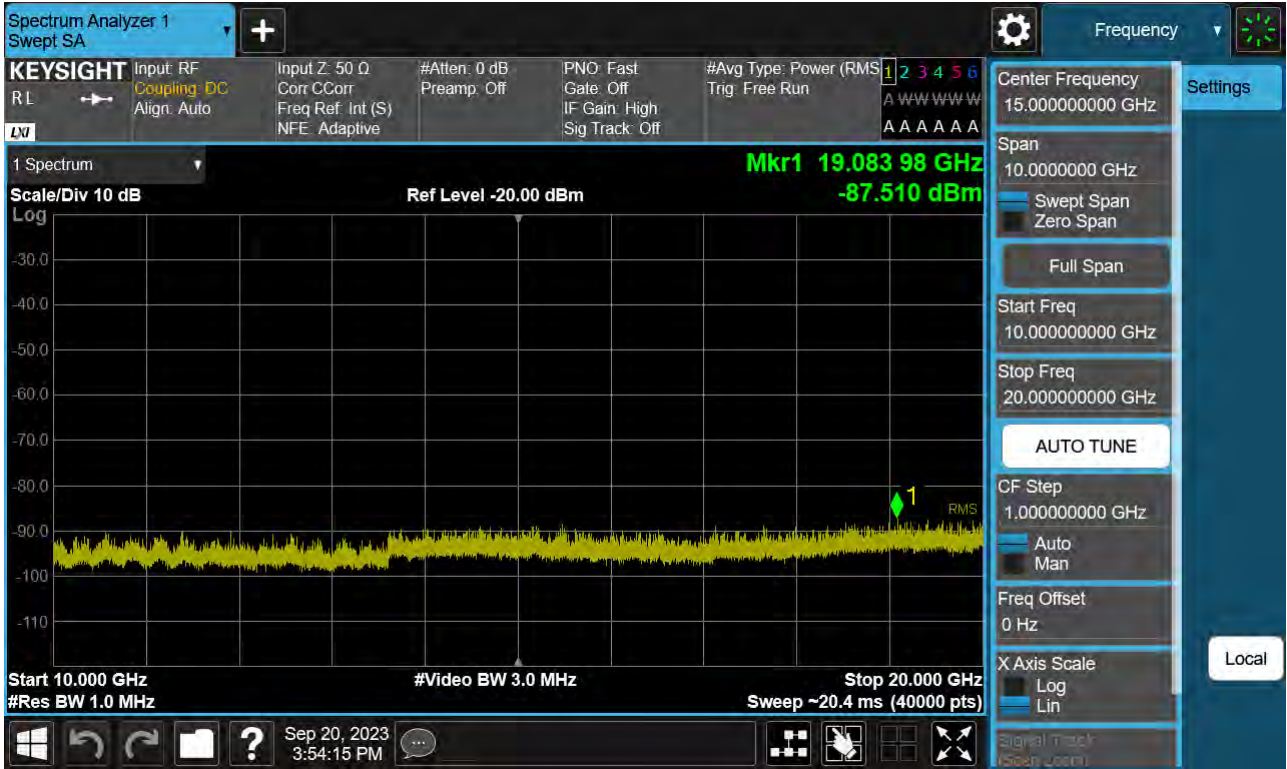 Spectrum Analyzer 1
Swept SA
+
Frequency
KEYSIGHT
R L
LXI
Input: RF
Coupling: DC
Align: Auto
Input Z: 50 Ω
Corr CCorr
Freq Ref: Int (S)
NFE: Adaptive
#Atten: 0 dB
Preamp: Off
PNO: Fast
Gate: Off
IF Gain: High
Sig Track: Off
#Avg Type: Power (RMS
Trig: Free Run
1 2 3 4 5 6
A W W W W W
A A A A A A
1 Spectrum
Scale/Div 10 dB
Ref Level -20.00 dBm
Mkr1 19.083 98 GHz
-87.510 dBm
Log
-30.0
-40.0
-50.0
-60.0
-70.0
-80.0
-90.0
-100
-110
1
RMS
Start 10.000 GHz
#Res BW 1.0 MHz
#Video BW 3.0 MHz
Stop 20.000 GHz
Sweep ~20.4 ms (40000 pts)
Center Frequency
15.000000000 GHz
Span
10.0000000 GHz
Swept Span
Zero Span
Full Span
Start Freq
10.000000000 GHz
Stop Freq
20.000000000 GHz
AUTO TUNE
CF Step
1.000000000 GHz
Auto
Man
Freq Offset
0 Hz
X Axis Scale
Log
Lin
Signal Track
(Span Zoom)
Settings
Local
?
Sep 20, 2023
3:54:15 PM